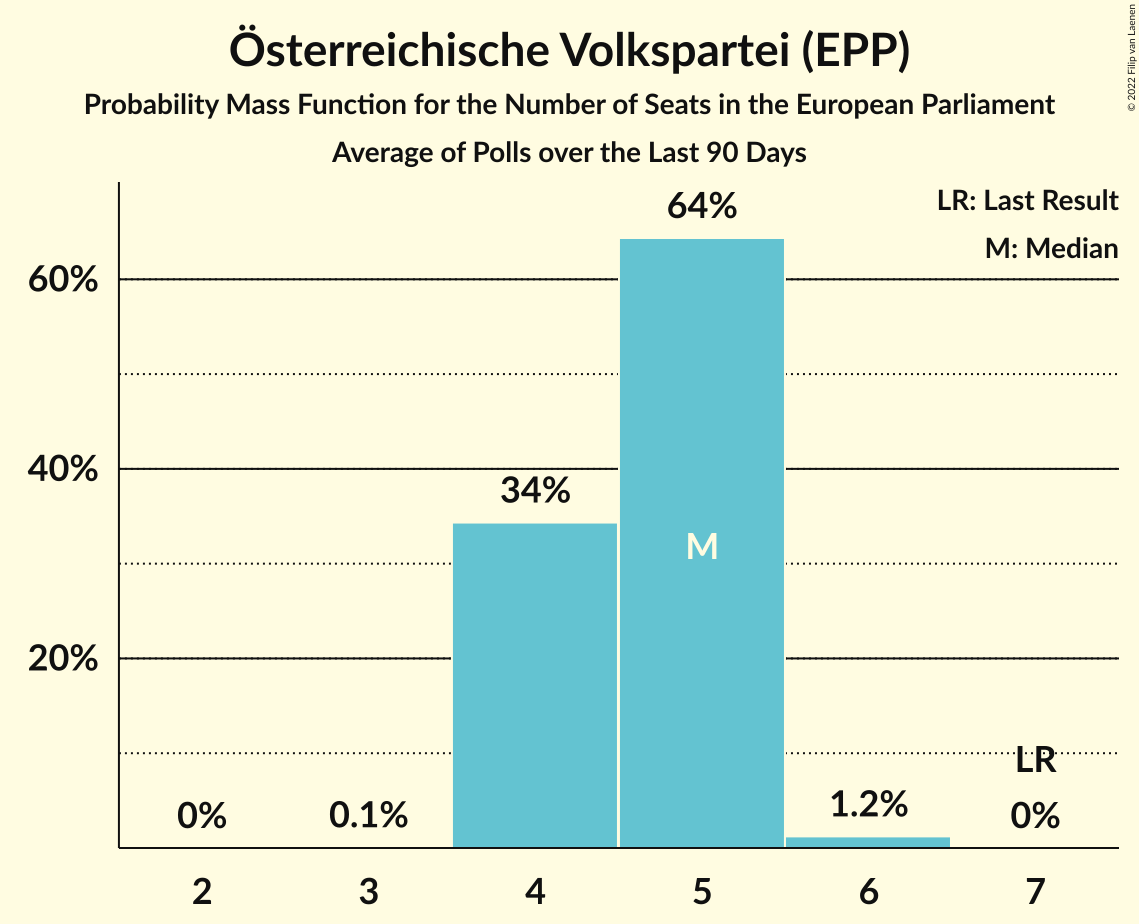 Österreichische Volkspartei (EPP)
Probability Mass Function for the Number of Seats in the European Parliament
Average of Polls over the Last 90 Days
© 2022 Filip van Laenen
LR: Last Result
M: Median
60%
40%
20%
0%
0.1%
34%
64%
M
1.2%
LR
0%
2
3
4
5
6
7